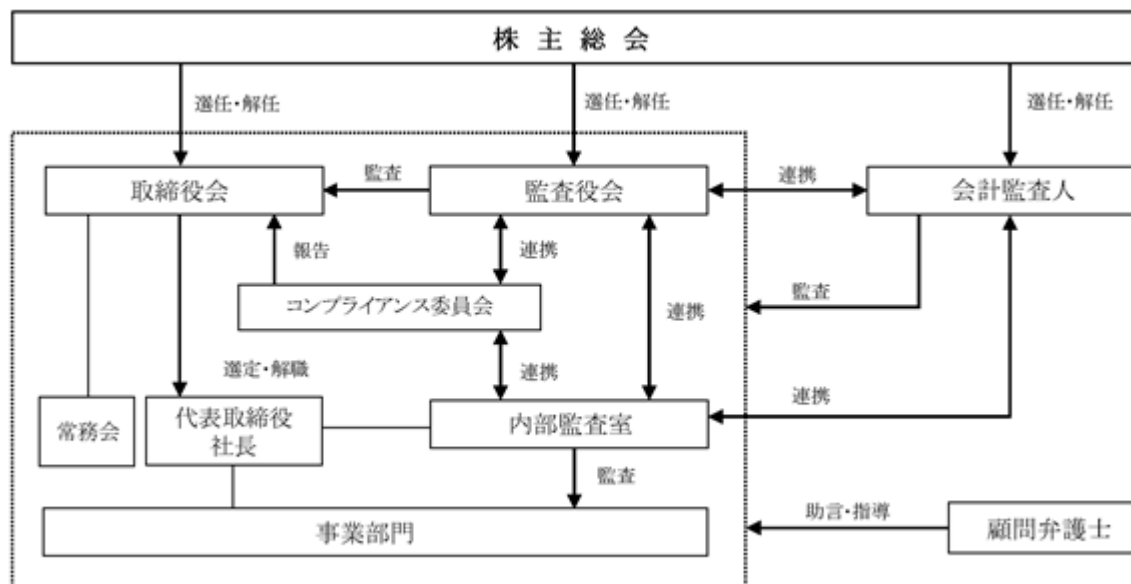 株主総会
選任・解任
選任・解任
選任・解任
取締役会
監査
監査役会
連携
会計監査人
報告
連携
コンプライアンス委員会
監査
連携
選定・解職
連携
常務会
代表取締役
社長
内部監査室
連携
監査
事業部門
助言・指導
顧問弁護士